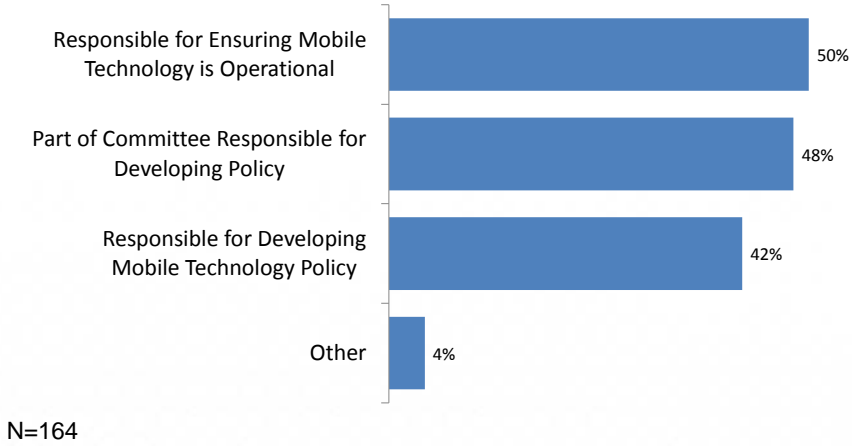 Responsible for Ensuring Mobile
Technology is Operational
50%
Part of Committee Responsible for
Developing Policy
48%
Responsible for Developing
Mobile Technology Policy
42%
Other
4%
N=164